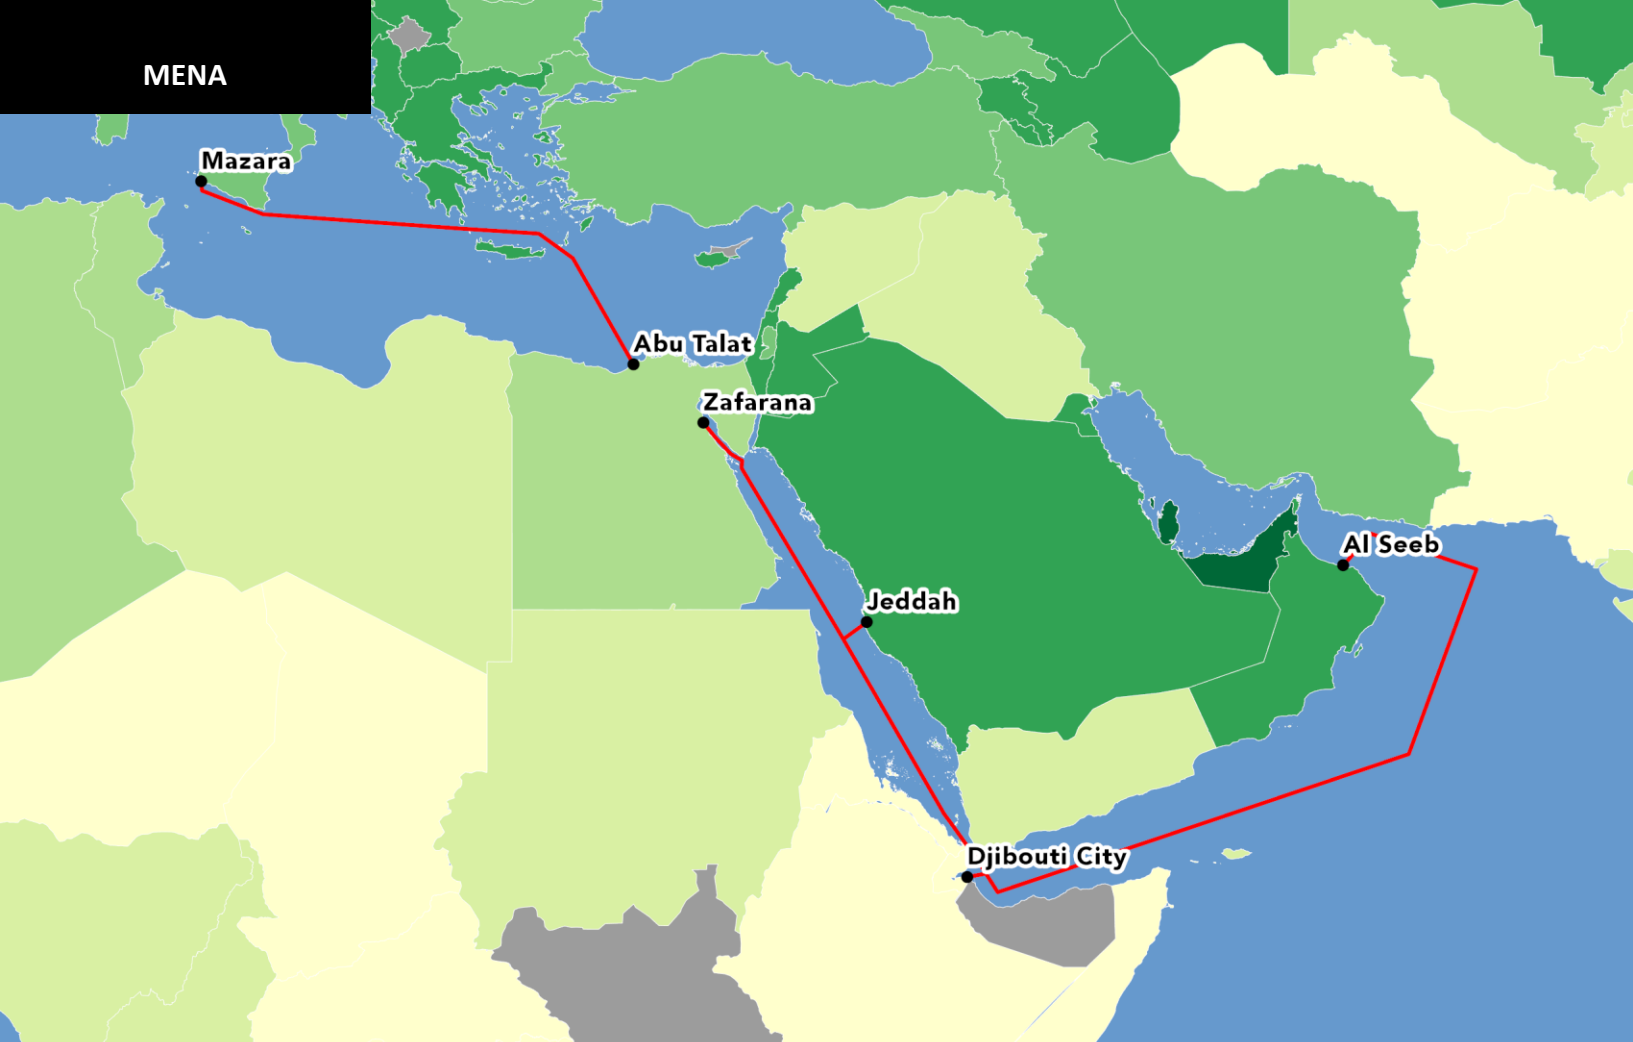 MENA
Mazara
Abu Talat
Zafarana
Al Seeb
Jeddah
Djibouti City